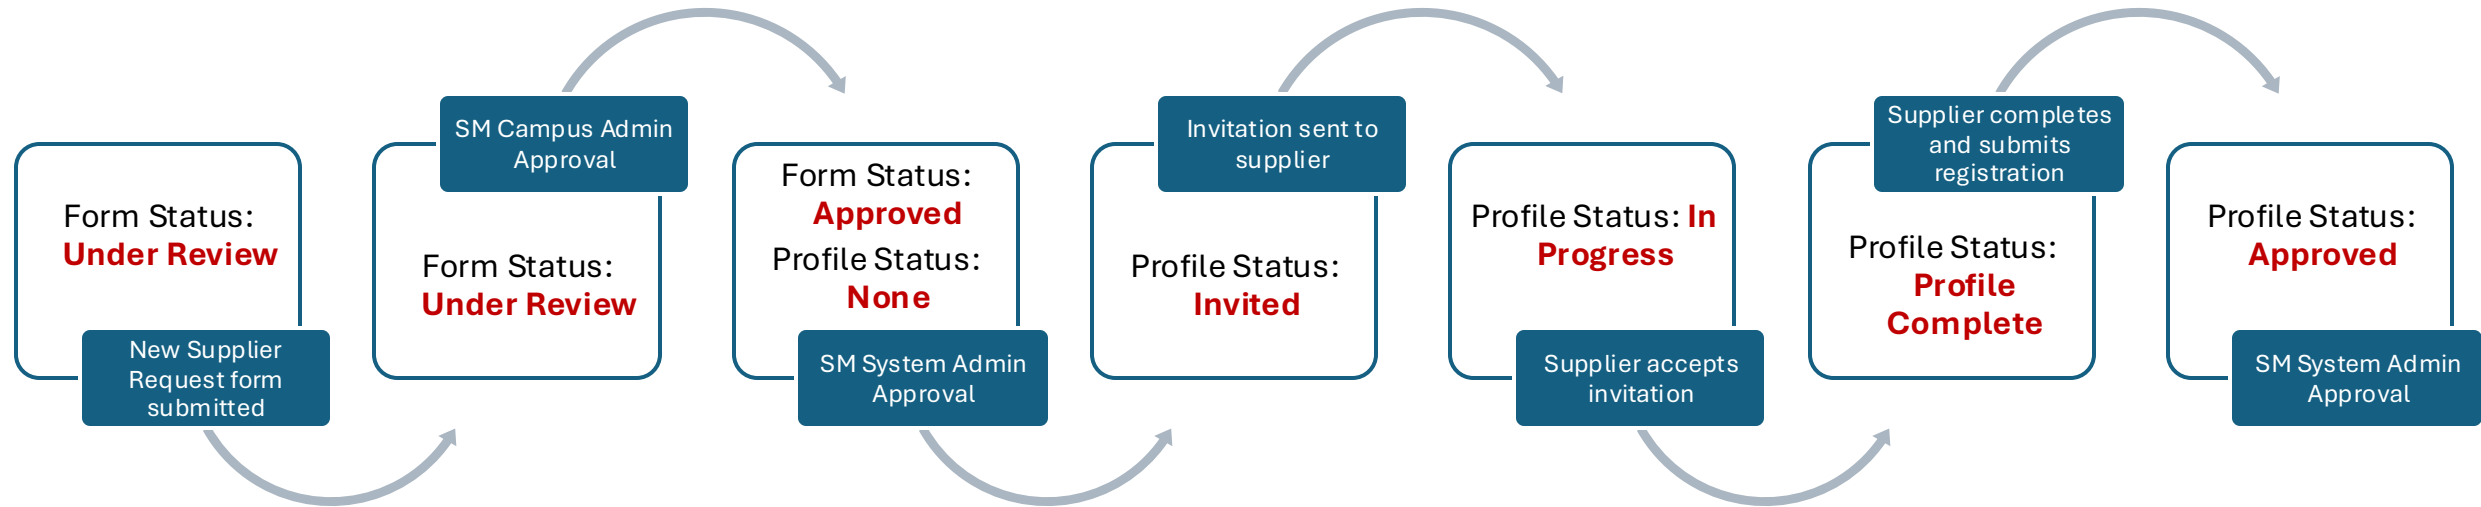 Form Status:
Under Review
New Supplier
Request form
submitted
SM Campus Admin
Approval
Form Status:
Under Review
Form Status:
Approved
Profile Status:
None
SM System Admin
Approval
Invitation sent to
supplier
Profile Status:
Invited
Profile Status: In
Progress
Supplier accepts
invitation
Supplier completes
and submits
registration
Profile Status:
Profile
Complete
Profile Status:
Approved
SM System Admin
Approval